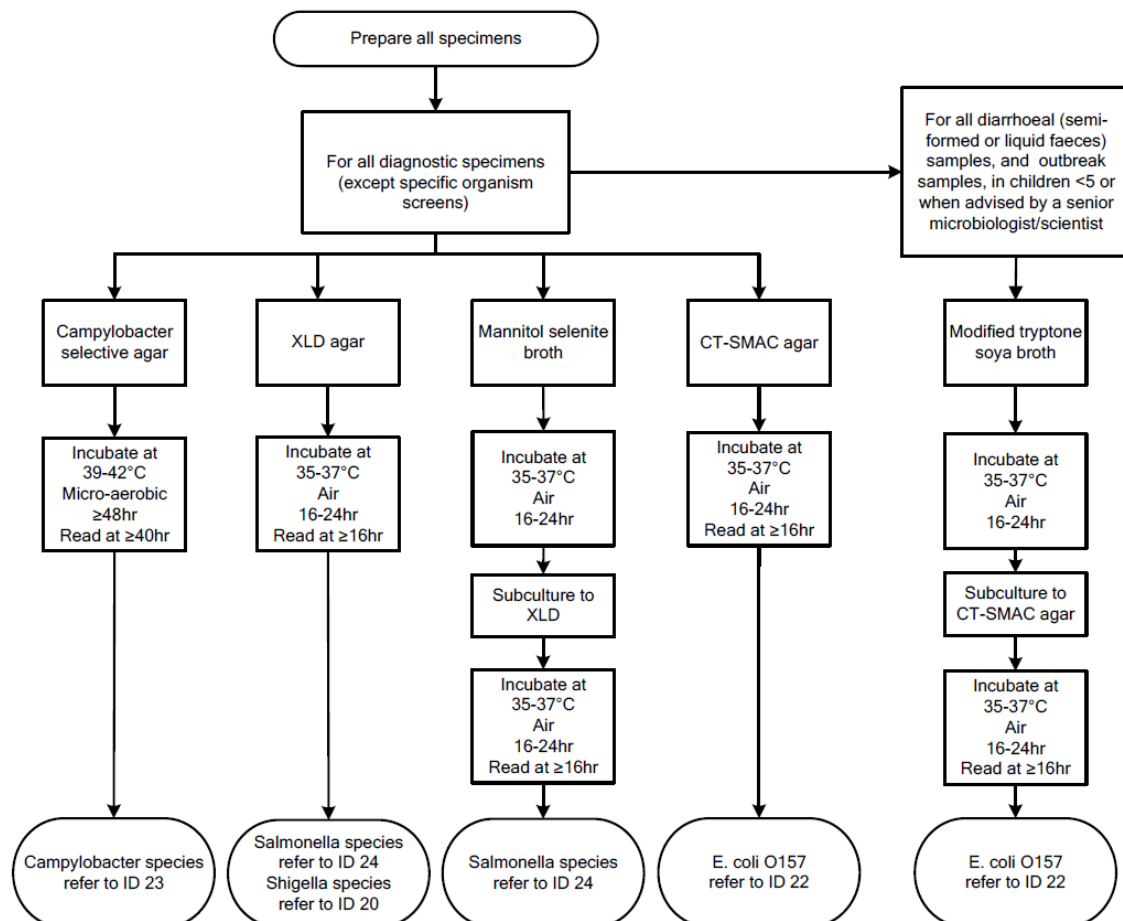 Prepare all specimens
For all diagnostic specimens
(except specific organism
screens)
For all diarrhoeal (semi-
formed or liquid faeces)
samples, and outbreak
samples, in children <5 or
when advised by a senior
microbiologist/scientist
Campylobacter
selective agar
XLD agar
Mannitol selenite
broth
CT-SMAC agar
Modified tryptone
soya broth
Incubate at
39-42°C
Micro-aerobic
≥48hr
Read at ≥40hr
Incubate at
35-37°C
Air
16-24hr
Read at ≥16hr
Incubate at
35-37°C
Air
16-24hr
Incubate at
35-37°C
Air
16-24hr
Read at ≥16hr
Incubate at
35-37°C
Air
16-24hr
Subculture to
XLD
Subculture to
CT-SMAC agar
Incubate at
35-37°C
Air
16-24hr
Read at ≥16hr
Incubate at
35-37°C
Air
16-24hr
Read at ≥16hr
Campylobacter species
refer to ID 23
Salmonella species
refer to ID 24
Shigella species
refer to ID 20
Salmonella species
refer to ID 24
E. coli O157
refer to ID 22
E. coli O157
refer to ID 22